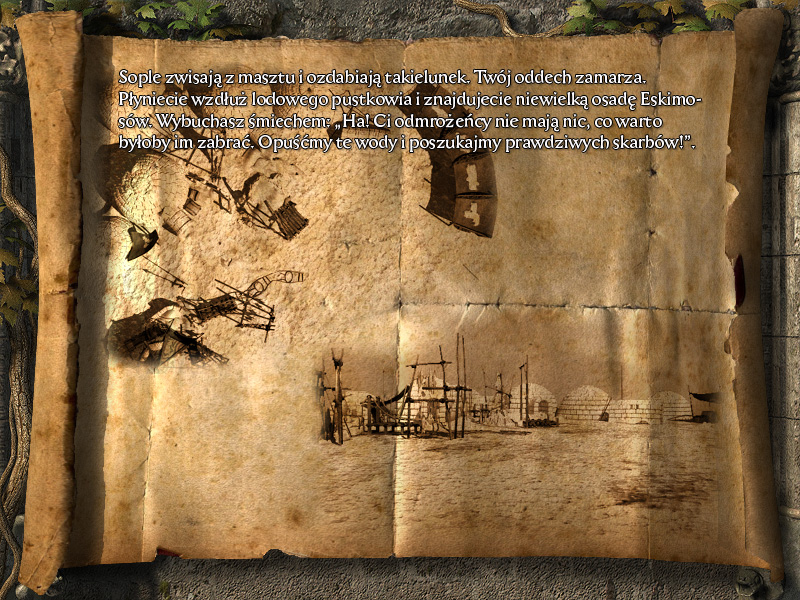 Sople zwisają z masztu i ozdabiają takielunek. Twój oddech zamarza.
Płyniecie wzdłuż lodowego pustkowia i znajdujecie niewielką osadę Eskimo-
sów. Wybuchasz śmiechem: „Ha! Ci odmrożeńcy nie mają nic, co warto
byłoby im zabrać. Opuśćmy te wody i poszukajmy prawdziwych skarbów!”.